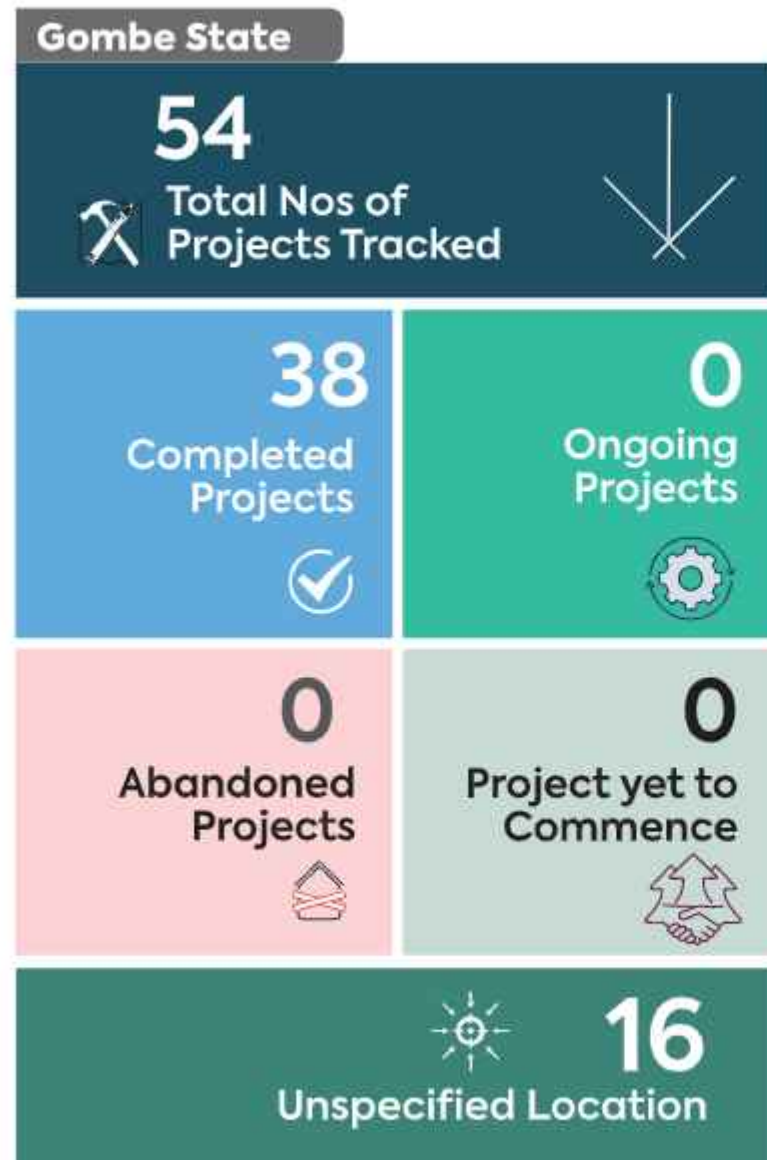 Gombe State
54
Total Nos of
Projects Tracked
38
Completed
Projects
0
Ongoing
Projects
0
Abandoned
Projects
0
Project yet to
Commence
16
Unspecified Location